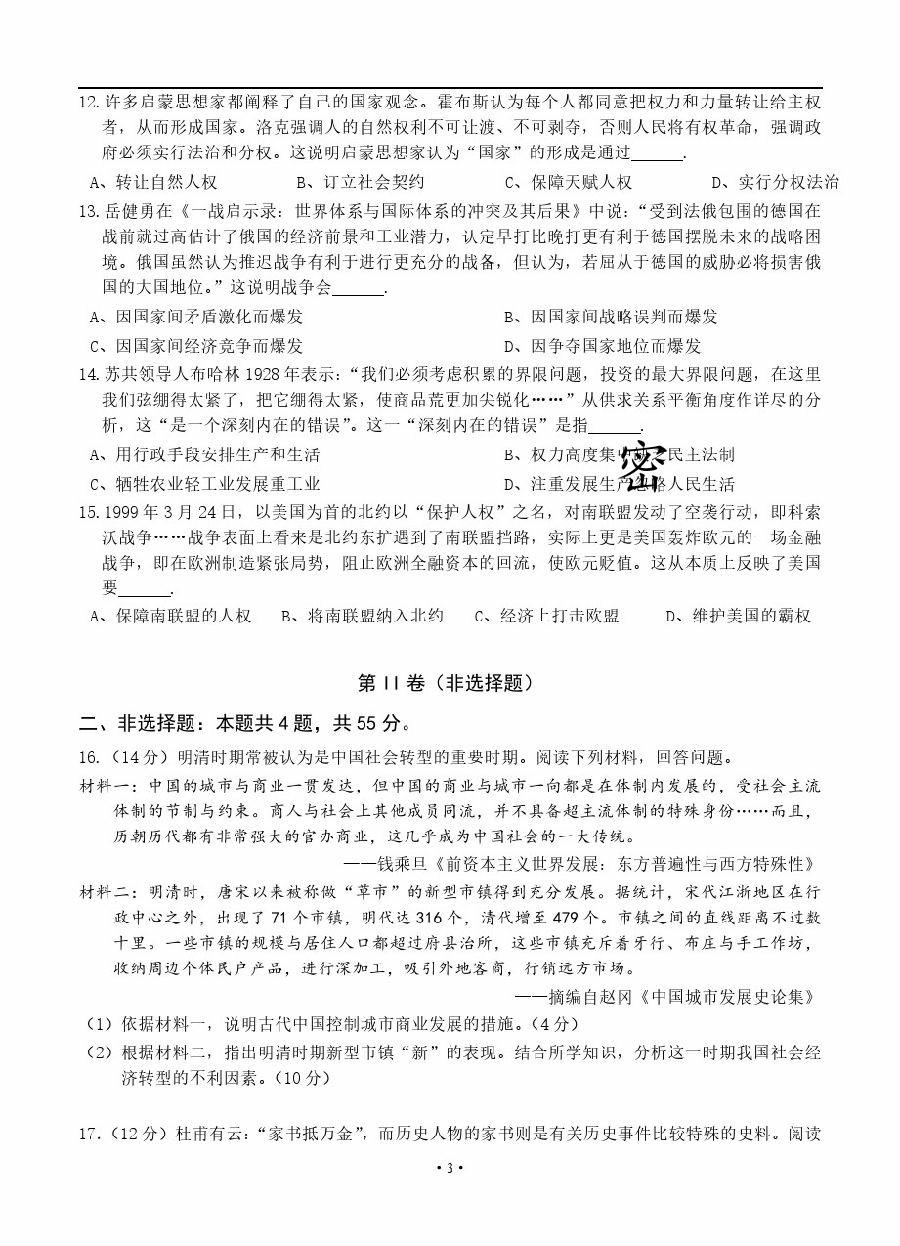 12. 许多启蒙思想家都阐释了自己的国家观念。霍布斯认为每个人都同意把权力和力量转让给主权
者，从而形成国家。洛克强调人的自然权利不可让渡、不可剥夺，否则人民将有权革命，强调政
府必须实行法治和分权。这说明启蒙思想家认为“国家”的形成是通过______.
A、转让自然人权 B、订立社会契约 C、保障天赋人权 D、实行分权法治
13. 岳健勇在《一战启示录：世界体系与国际体系的冲突及其后果》中说：“受到法俄包围的德国在
战前就过高估计了俄国的经济前景和工业潜力，认定早打比晚打更有利于德国摆脱未来的战略困
境。俄国虽然认为推迟战争有利于进行更充分的战备，但认为，若屈从于德国的威胁必将损害俄
国的大国地位。”这说明战争会______.
A、因国家间矛盾激化而爆发 B、因国家间战略误判而爆发
C、因国家间经济竞争而爆发 D、因争夺国家地位而爆发
14. 苏共领导人布哈林 1928 年表示：“我们必须考虑积累的界限问题，投资的最大界限问题，在这里
我们弦绷得太紧了，把它绷得太紧，使商品荒更加尖锐化……”从供求关系平衡角度作详尽的分
析，这“是一个深刻内在的错误”。这一“深刻内在的错误”是指______.
A、用行政手段安排生产和生活 B、权力高度集中缺乏民主法制
密
C、牺牲农业轻工业发展重工业 D、注重发展生产忽略人民生活
15. 1999 年 3 月 24 日，以美国为首的北约以“保护人权”之名，对南联盟发动了空袭行动，即科索
沃战争……战争表面上看来是北约东扩遇到了南联盟挡路，实际上更是美国轰炸欧元的 场金融
战争，即在欧洲制造紧张局势，阻止欧洲金融资本的回流，使欧元贬值。这从本质上反映了美国
要______.
A、保障南联盟的人权 B、将南联盟纳入北约 C、经济上打击欧盟 D、维护美国的霸权
第 II 卷（非选择题）
二、非选择题：本题共 4 题，共 55 分。
16.（14 分）明清时期常被认为是中国社会转型的重要时期。阅读下列材料，回答问题。
材料一：中国的城市与商业一贯发达，但中国的商业与城市一向都是在体制内发展的，受社会主流
体制的节制与约束。商人与社会上其他成员同流，并不具备超主流体制的特殊身份……而且，
历朝历代都有非常强大的官办商业，这几乎成为中国社会的一大传统。
——钱乘旦《前资本主义世界发展：东方普遍性与西方特殊性》
材料二：明清时，唐宋以来被称做“草市”的新型市镇得到充分发展。据统计，宋代江浙地区在行
政中心之外，出现了 71 个市镇，明代达 316 个，清代增至 479 个。市镇之间的直线距离不过数
十里。一些市镇的规模与居住人口都超过府县治所，这些市镇充斥着牙行、布庄与手工作坊，
收纳周边个体民户产品，进行深加工，吸引外地客商，行销远方市场。
——摘编自赵冈《中国城市发展史论集》
（1）依据材料一，说明古代中国控制城市商业发展的措施。（4 分）
（2）根据材料二，指出明清时期新型市镇“新”的表现。结合所学知识，分析这一时期我国社会经
济转型的不利因素。（10 分）
17.（12 分）杜甫有云：“家书抵万金”，而历史人物的家书则是有关历史事件比较特殊的史料。阅读
• 3 •